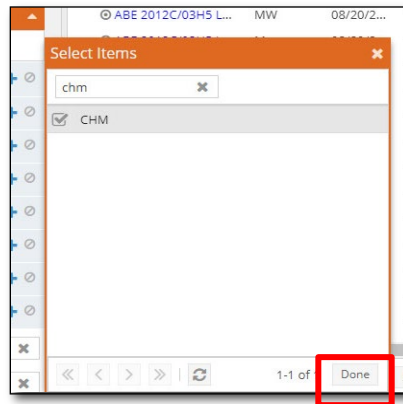 ABE 2012C/03H5 L... MW 08/20/2...
Select Items
chm
CHM
1-1 of
Done